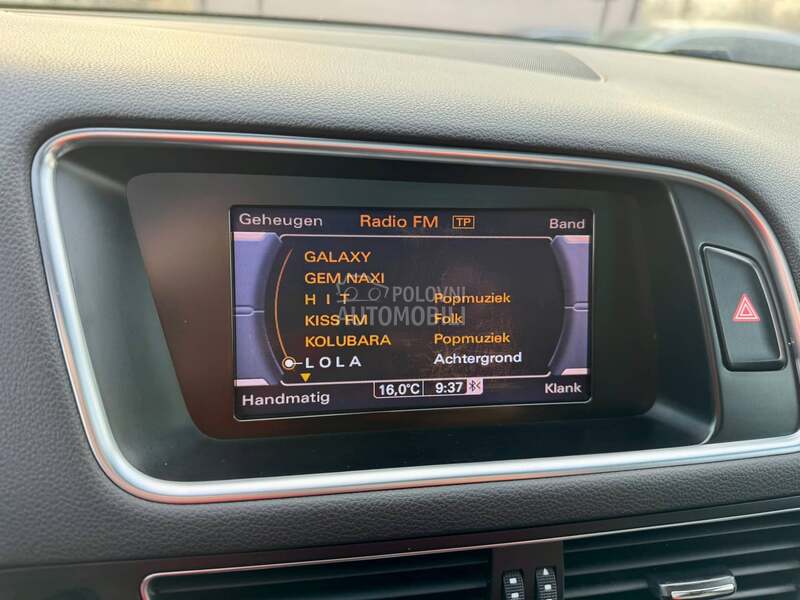 Geheugen Radio FM TP Band
GALAXY
GEM NAXI
H I T Popmuziek
KISS FM Folk
KOLUBARA Popmuziek
LOLA Achtergrond
Handmatig 16,0°C 9:37 Klank
POLOVNI
AUTOMOBILI